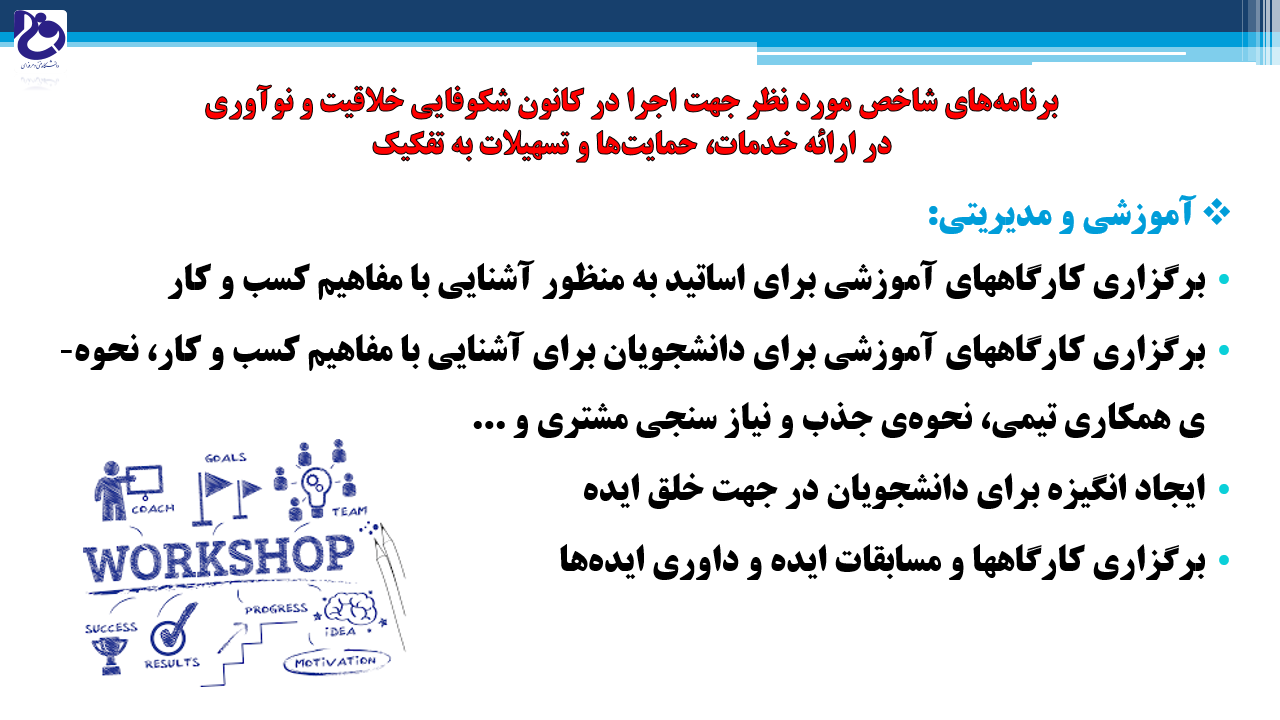 برنامه‌های شاخص مورد نظر جهت اجرا در کانون شکوفایی خلاقیت و نوآوری
در ارائه خدمات، حمایت‌ها و تسهیلات به تفکیک
❖ آموزشی و مدیریتی:
• برگزاری کارگاههای آموزشی برای اساتید به منظور آشنایی با مفاهیم کسب و کار
• برگزاری کارگاههای آموزشی برای دانشجویان برای آشنایی با مفاهیم کسب و کار، نحوه-
ی همکاری تیمی، نحوه‌ی جذب و نیاز سنجی مشتری و ...
• ایجاد انگیزه برای دانشجویان در جهت خلق ایده
• برگزاری کارگاهها و مسابقات ایده و داوری ایده‌ها
GOALS
COACH
TEAM
WORKSHOP
PROGRESS
SUCCESS
IDEA
RESULTS
MOTIVATION